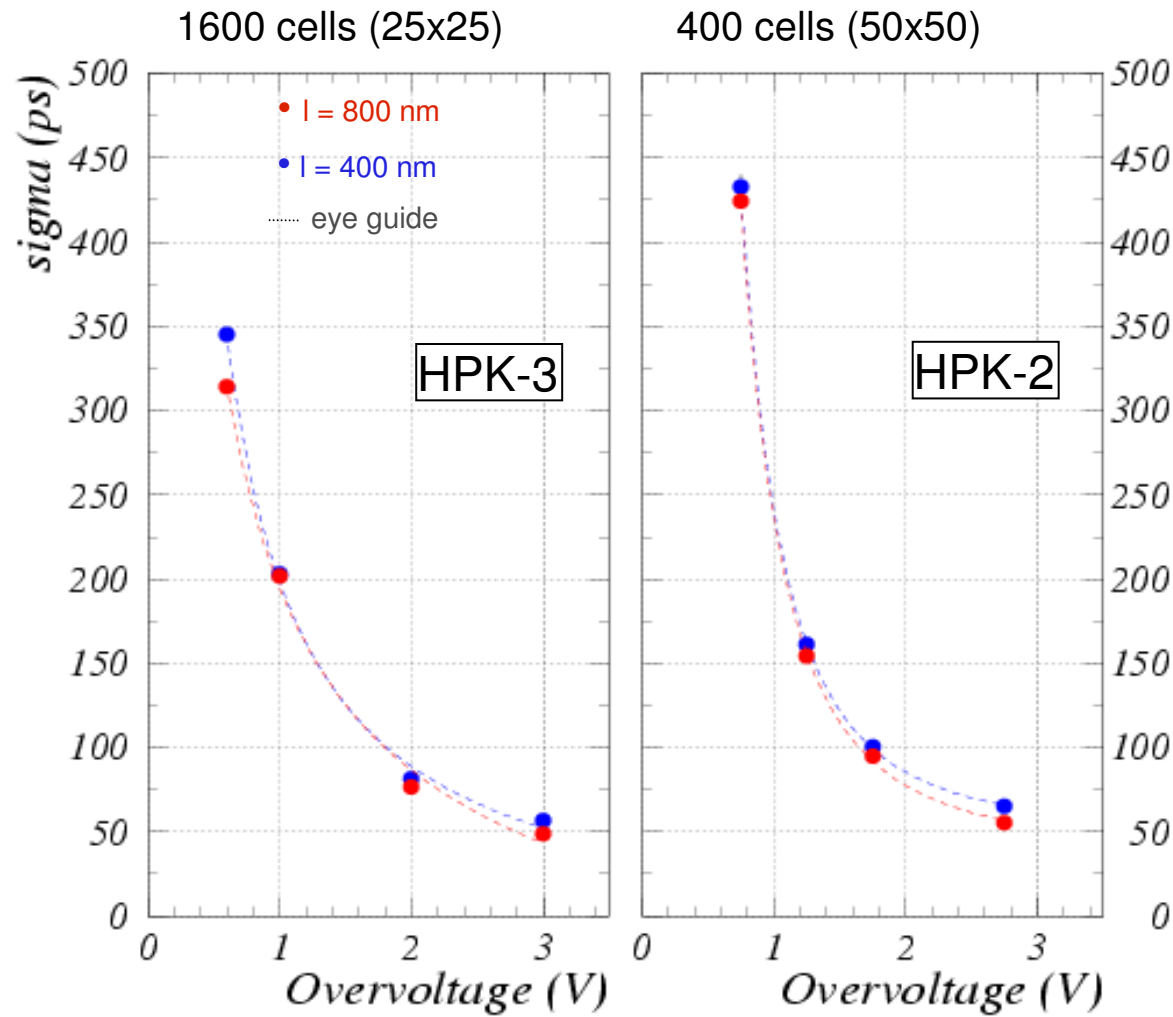 1600 cells (25x25)
400 cells (50x50)
sigma (ps)
500
450
400
350
300
250
200
150
100
50
0
l = 800 nm
l = 400 nm
eye guide
HPK-3
0 1 2 3
Overvoltage (V)
HPK-2
500
450
400
350
300
250
200
150
100
50
0
0 1 2 3
Overvoltage (V)